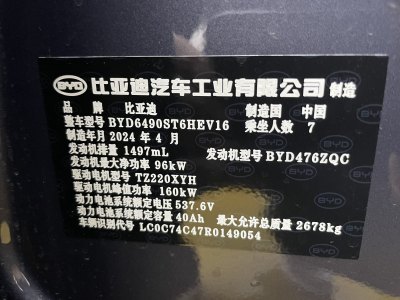 BYD 比亚迪汽车工业有限公司 制造
品 牌 比亚迪 制造国 中国
整车型号 BYD6490ST6HEV16 乘坐人数 7
制造年月 2024 年 4 月
发动机排量 1497mL 发动机型号 BYD476ZQC
发动机最大净功率 96kW
驱动电机型号 TZ220XYH
驱动电机峰值功率 160kW
动力电池系统额定电压 537.6V
动力电池系统额定容量 40Ah 最大允许总质量 2678kg
车辆识别代号 LC0C74C47R0149054